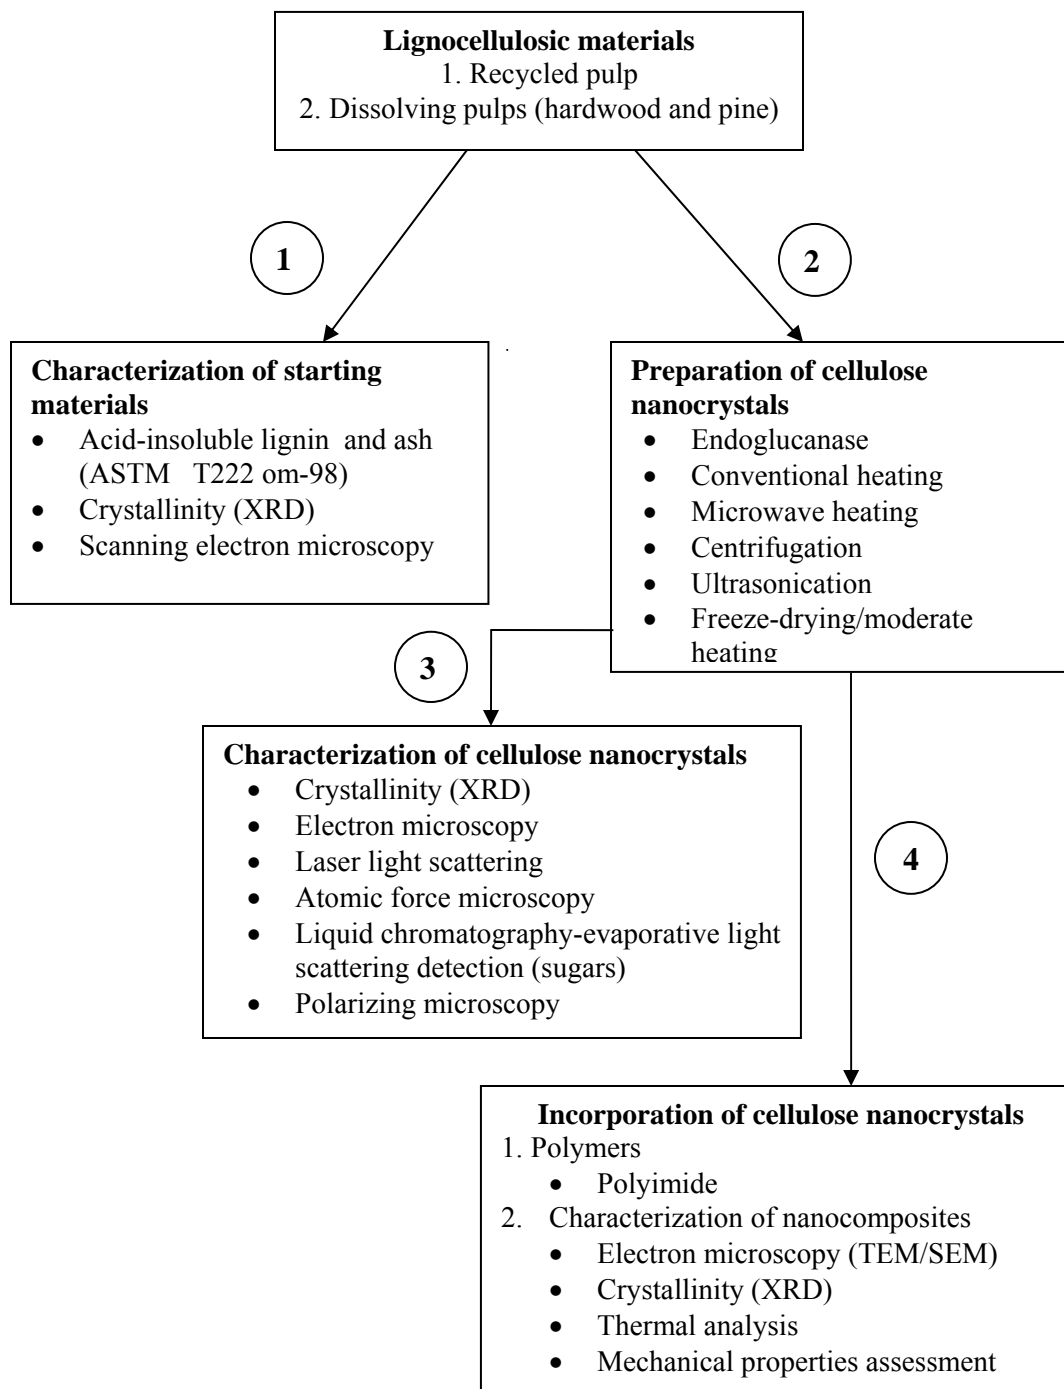 Lignocellulosic materials
1. Recycled pulp
2. Dissolving pulps (hardwood and pine)
1
2
Characterization of starting
materials
• Acid-insoluble lignin and ash
(ASTM T222 om-98)
• Crystallinity (XRD)
• Scanning electron microscopy
Preparation of cellulose
nanocrystals
• Endoglucanase
• Conventional heating
• Microwave heating
• Centrifugation
• Ultrasonication
• Freeze-drying/moderate
heating
3
Characterization of cellulose nanocrystals
• Crystallinity (XRD)
• Electron microscopy
• Laser light scattering
• Atomic force microscopy
• Liquid chromatography-evaporative light
scattering detection (sugars)
• Polarizing microscopy
4
Incorporation of cellulose nanocrystals
1. Polymers
• Polyimide
2. Characterization of nanocomposites
• Electron microscopy (TEM/SEM)
• Crystallinity (XRD)
• Thermal analysis
• Mechanical properties assessment